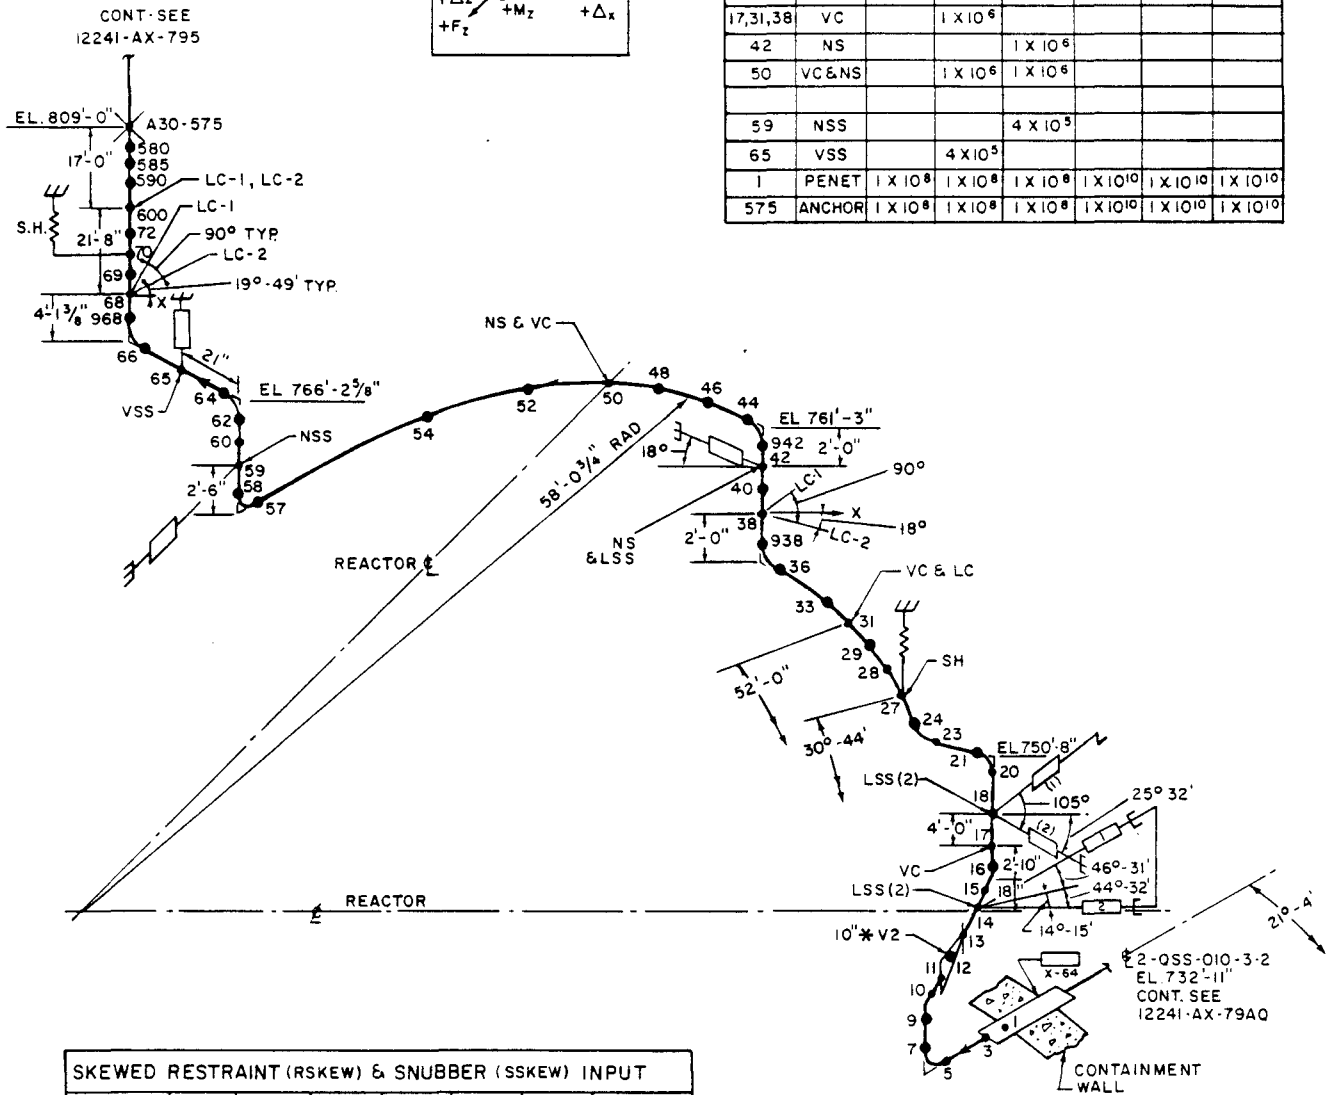 CONT-SEE
12241-AX-795
+F_z
+M_z
+Δ_x
17,31,38 VC 1 X 10⁶
42 NS 1 X 10⁶
50 VC&NS 1 X 10⁶ 1 X 10⁶
59 NSS 4 X 10⁵
65 VSS 4 X 10⁵
1 PENET 1 X 10⁸ 1 X 10⁸ 1 X 10⁸ 1 X 10¹⁰ 1 X 10¹⁰ 1 X 10¹⁰
575 ANCHOR 1 X 10⁸ 1 X 10⁸ 1 X 10⁸ 1 X 10¹⁰ 1 X 10¹⁰ 1 X 10¹⁰
EL. 809'-0"
A30-575
580
585
590
17'-0"
LC-1, LC-2
600
LC-1
S.H.
21'-8"
72
90° TYP.
70
LC-2
69
19°-49' TYP.
68
X
4'-1 3/8"
968
66
21"
65
VSS
64
EL 766'-2 5/8"
62
60
NSS
59
2'-6"
58
57
NS & VC
54
52
50
48
46
44
EL 761'-3"
942
2'-0"
18°
42
58'-0 3/4" RAD
40
LC-1
90°
38
X
18°
LC-2
NS
& LSS
2'-0"
938
36
REACTOR ℄
VC & LC
33
31
29
28
SH
52'-0"
27
24
30°-44'
23
21
EL 750'-8"
20
LSS (2)
18
(1)
105°
25° 32'
4'-0"
(2)
1
17
VC
16
2'-10"
46°-31'
15
18"
44°-32'
LSS (2)
2
REACTOR
℄
14
14°-15'
13
10"*V2
12
11
10
9
7
5
3
1
X-64
21°-4'
℄ 2-QSS-010-3-2
EL. 732'-11"
CONT. SEE
12241-AX-79AQ
CONTAINMENT
WALL
SKEWED RESTRAINT (RSKEW) & SNUBBER (SSKEW) INPUT